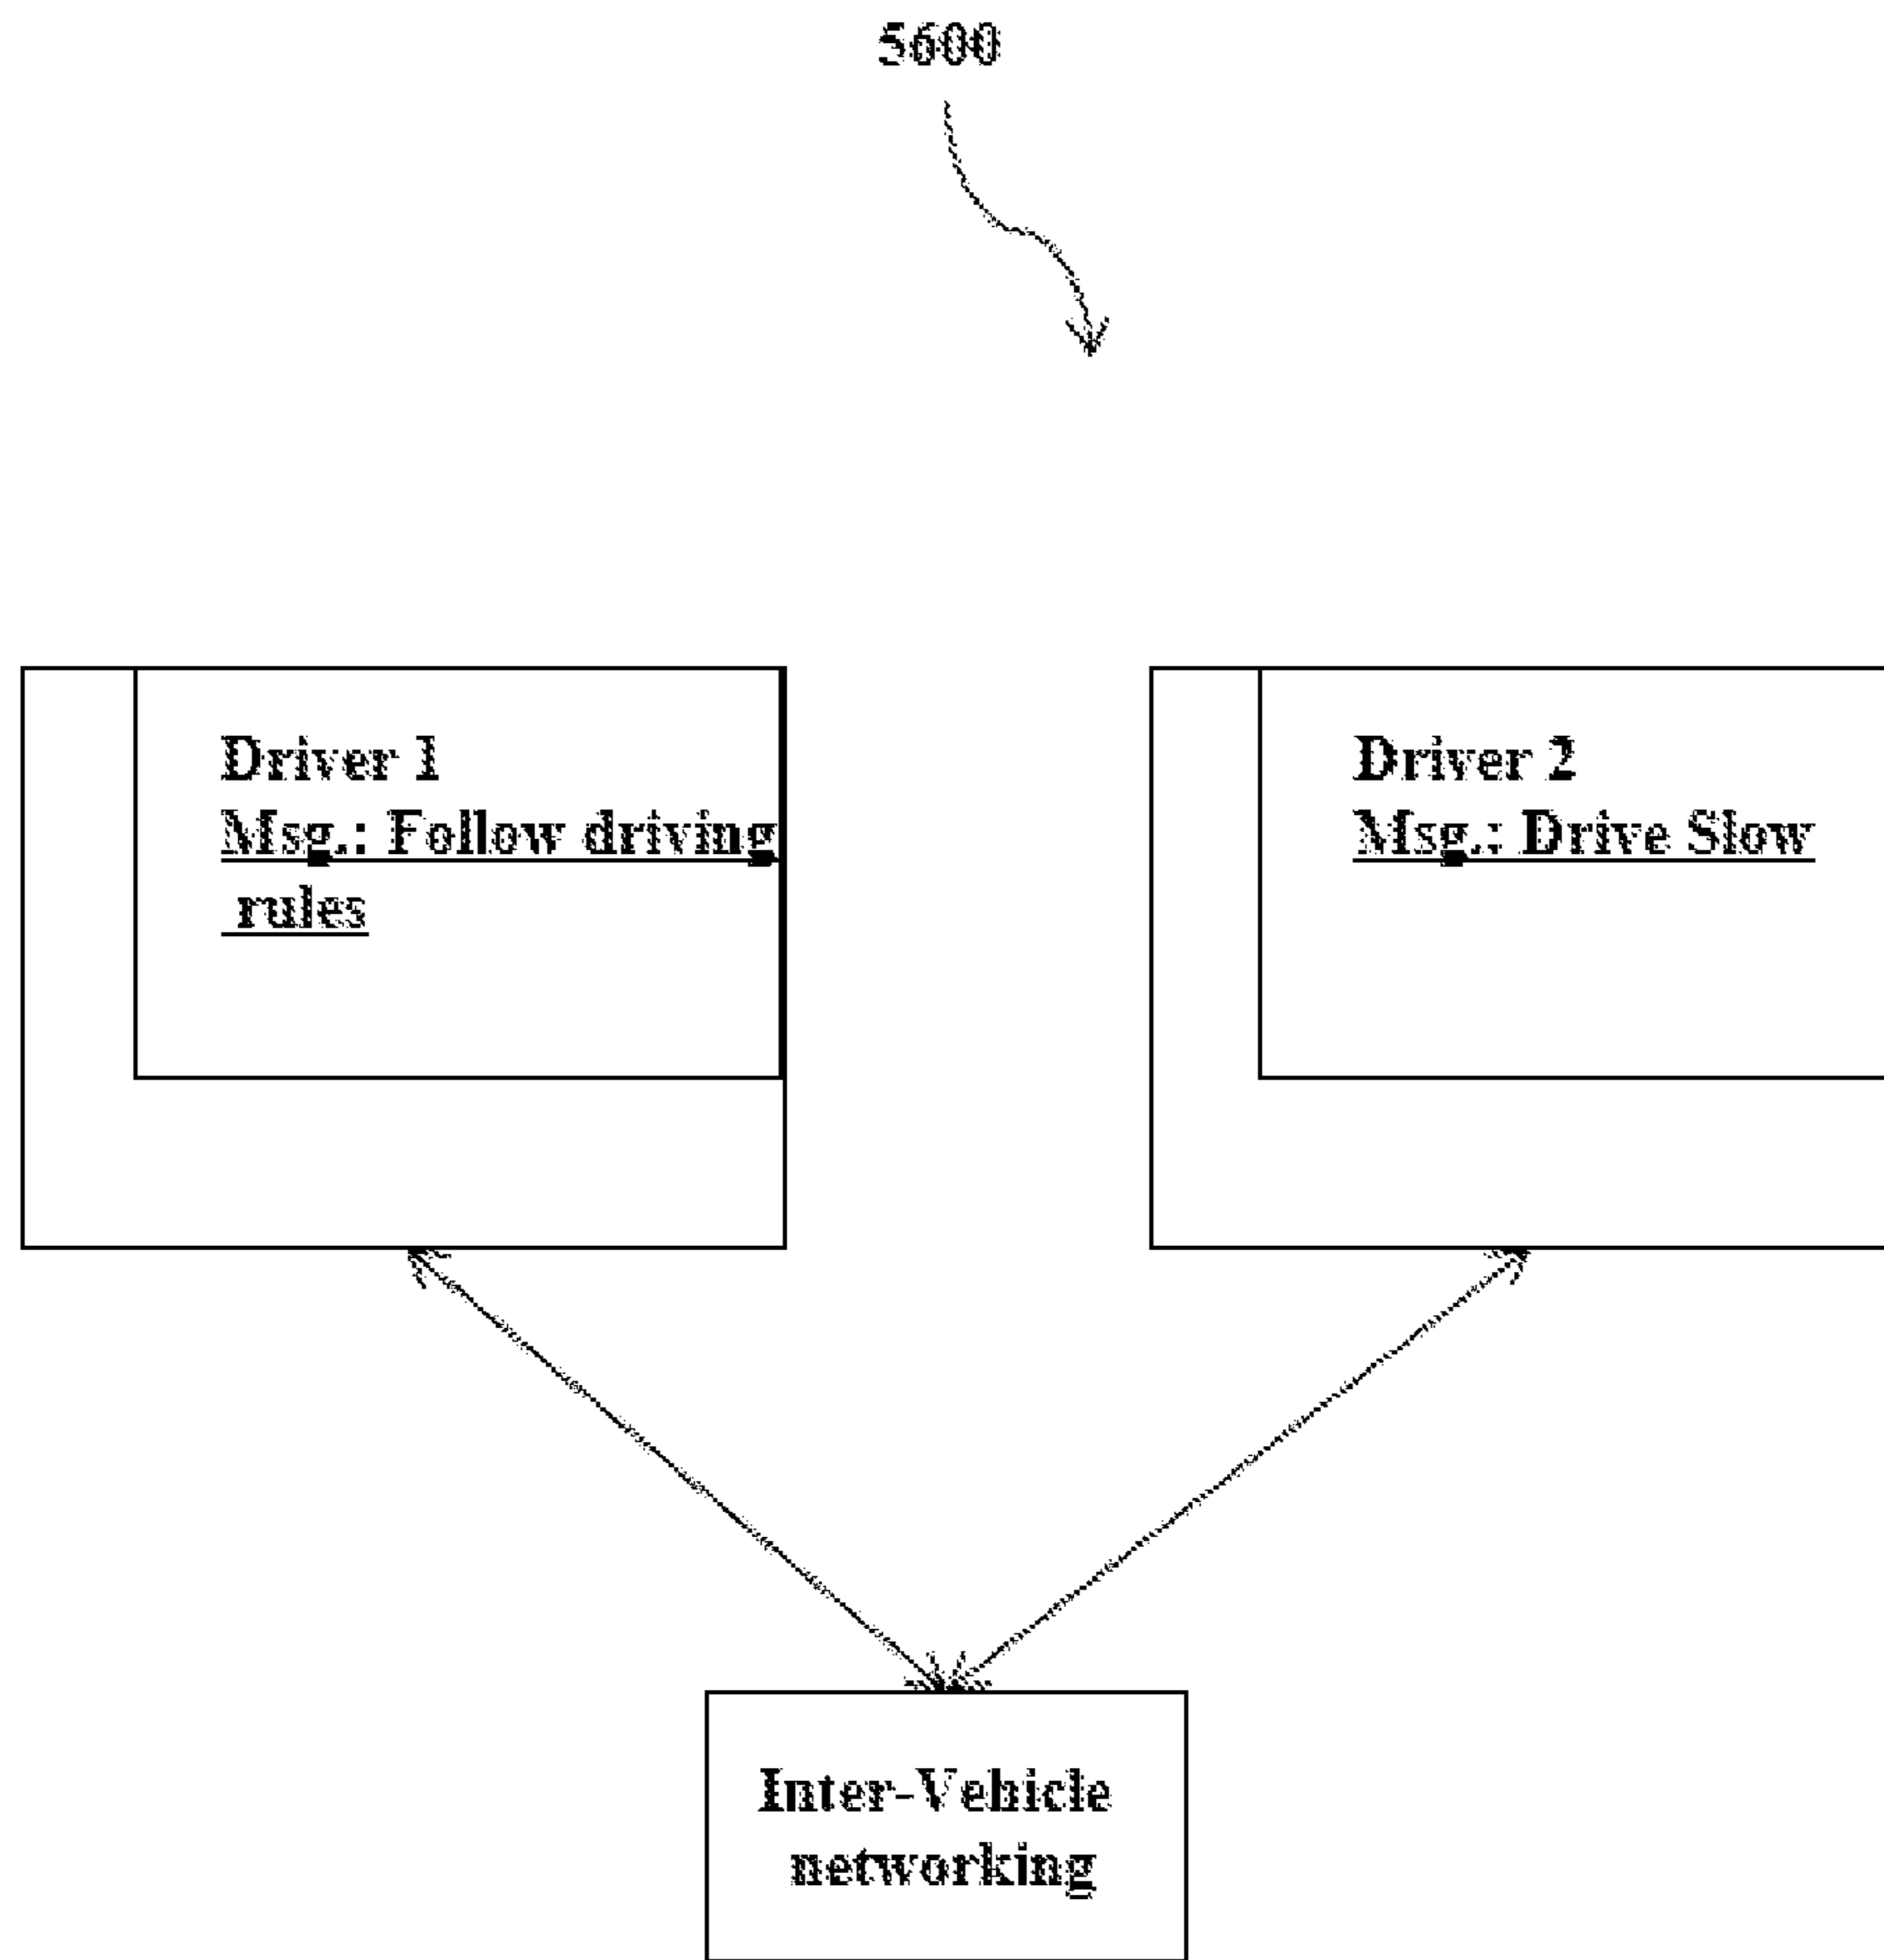 5600
Driver 1
Msg.: Follow driving
rules
Driver 2
Msg.: Drive Slow
Inter-Vehicle
networking